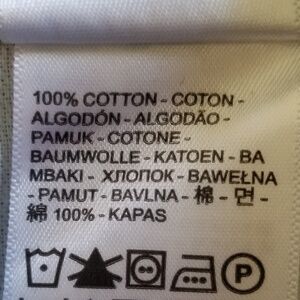 100% COTTON - COTON -
ALGODÓN - ALGODÃO -
PAMUK - COTONE -
BAUMWOLLE - KATOEN - BA
MBAKI - ХЛОПОК - BAWEŁNA
- PAMUT - BAVLNA - 棉 - 면 -
綿 100% - KAPAS
P